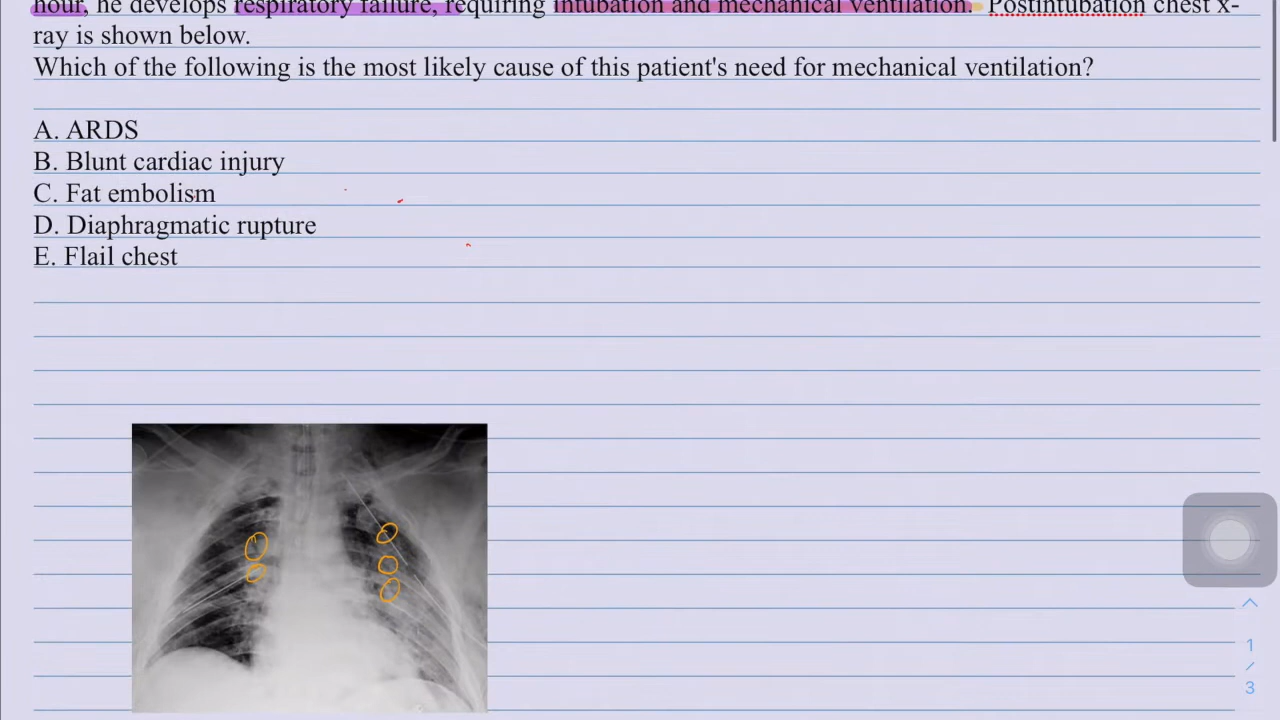 hour, he develops respiratory failure, requiring intubation and mechanical ventilation. Postintubation chest x-
ray is shown below.
Which of the following is the most likely cause of this patient's need for mechanical ventilation?
A. ARDS
B. Blunt cardiac injury
C. Fat embolism
D. Diaphragmatic rupture
E. Flail chest
1
/
3